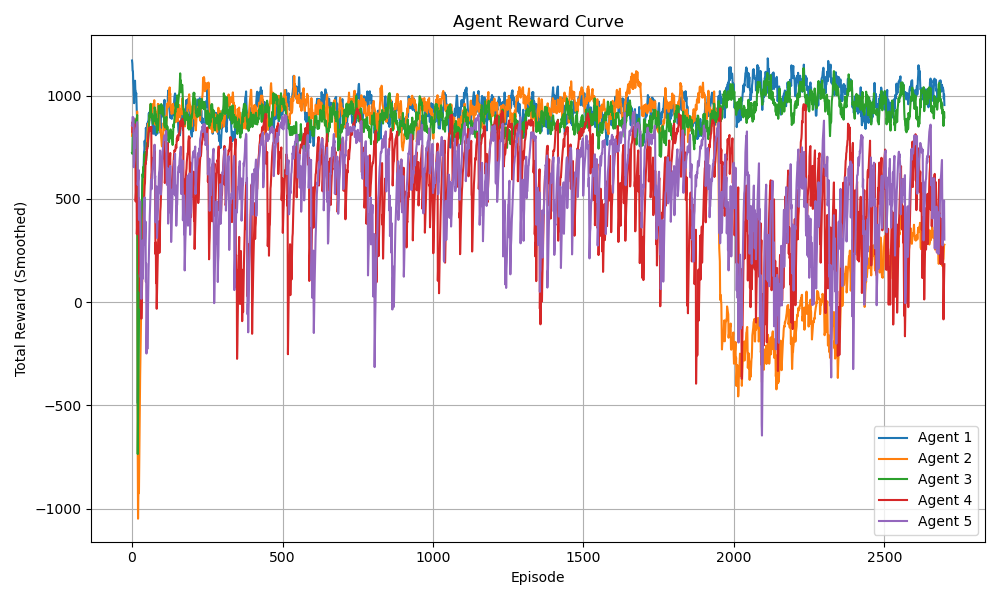 Agent Reward Curve
Total Reward (Smoothed)
1000
500
0
−500
−1000
0
500
1000
1500
2000
2500
Episode
Agent 1
Agent 2
Agent 3
Agent 4
Agent 5